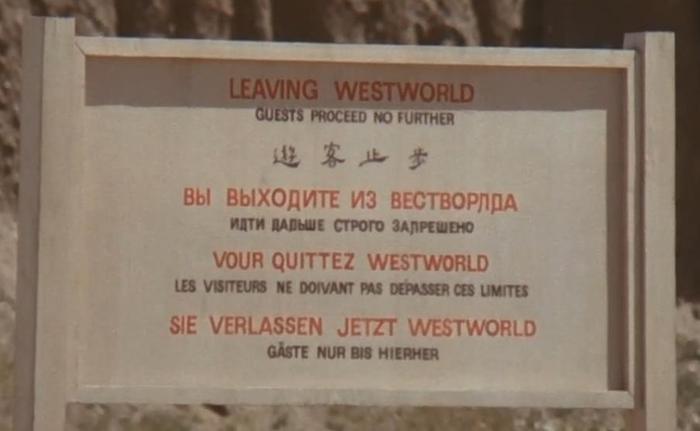 LEAVING WESTWORLD
GUESTS PROCEED NO FURTHER
遊客止步
ВЫ ВЫХОДИТЕ ИЗ ВЕСТВОРЛДА
ИДТИ ДАЛЬШЕ СТРОГО ЗАПРЕШЕНО
VOUR QUITTEZ WESTWORLD
LES VISITEURS NE DOIVANT PAS DEPASSER CES LIMITES
SIE VERLASSEN JETZT WESTWORLD
GÄSTE NUR BIS HIERHER